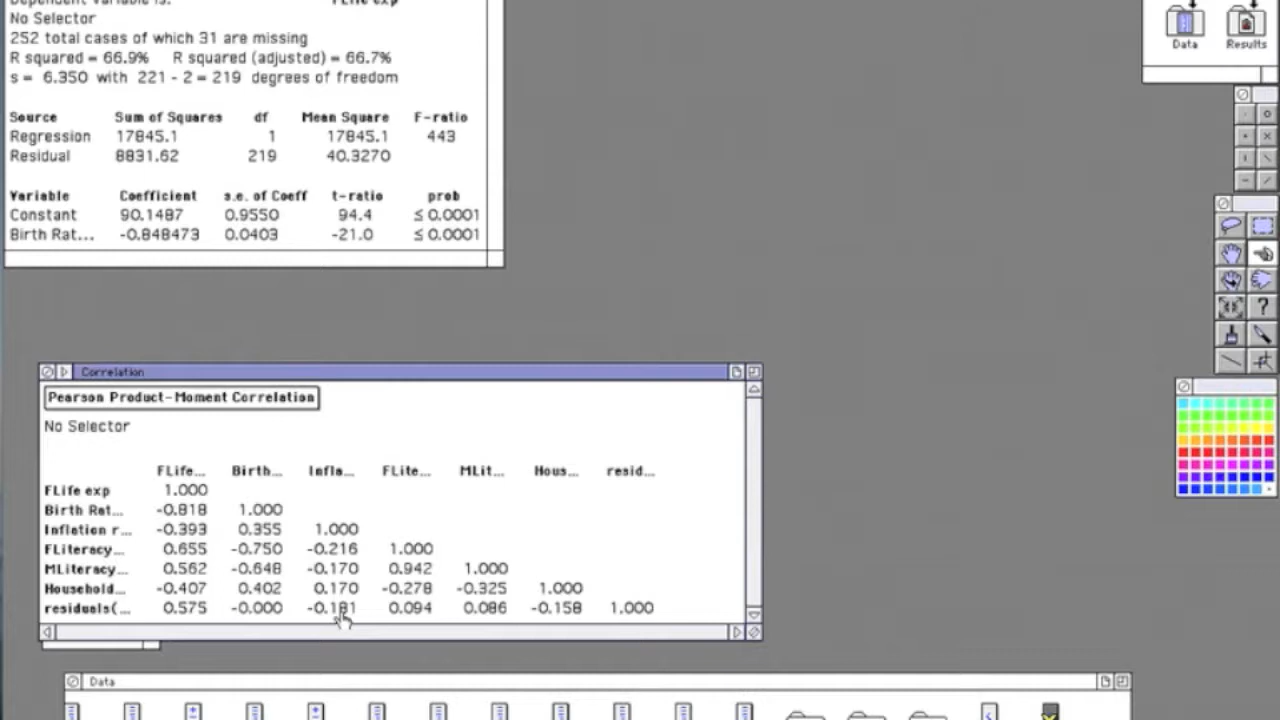 Dependent variable is: FLife exp
No Selector
252 total cases of which 31 are missing
R squared = 66.9% R squared (adjusted) = 66.7%
s = 6.350 with 221 - 2 = 219 degrees of freedom
Source Sum of Squares df Mean Square F-ratio
Regression 17845.1 1 17845.1 443
Residual 8831.62 219 40.3270
Variable Coefficient s.e. of Coeff t-ratio prob
Constant 90.1487 0.9550 94.4 ≤ 0.0001
Birth Rat... -0.848473 0.0403 -21.0 ≤ 0.0001
Data Results
Correlation
Pearson Product-Moment Correlation
No Selector
FLife... Birth... Infla... FLite... MLit... Hous... resid...
FLife exp 1.000
Birth Rat... -0.818 1.000
Inflation r... -0.393 0.355 1.000
FLiteracy... 0.655 -0.750 -0.216 1.000
MLiteracy... 0.562 -0.648 -0.170 0.942 1.000
Household... -0.407 0.402 0.170 -0.278 -0.325 1.000
residuals(... 0.575 -0.000 -0.181 0.094 0.086 -0.158 1.000
Data